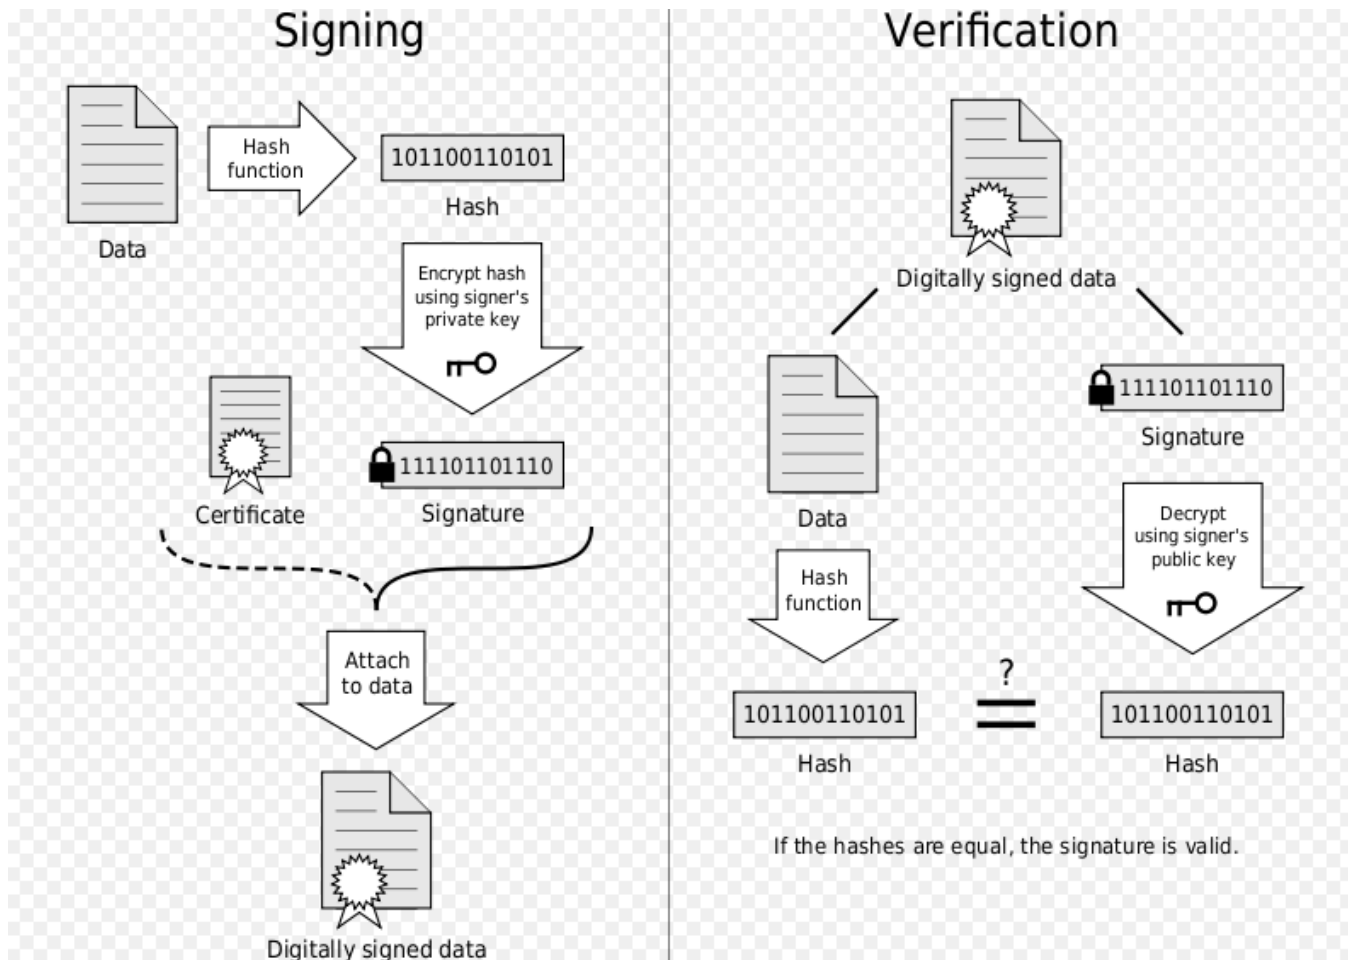 Signing
Hash
function
101100110101
Hash
Data
Encrypt hash
using signer's
private key
111101101110
Certificate
Signature
Attach
to data
Digitally signed data
Verification
Digitally signed data
111101101110
Signature
Data
Decrypt
using signer's
public key
Hash
function
?
101100110101
101100110101
Hash
Hash
If the hashes are equal, the signature is valid.